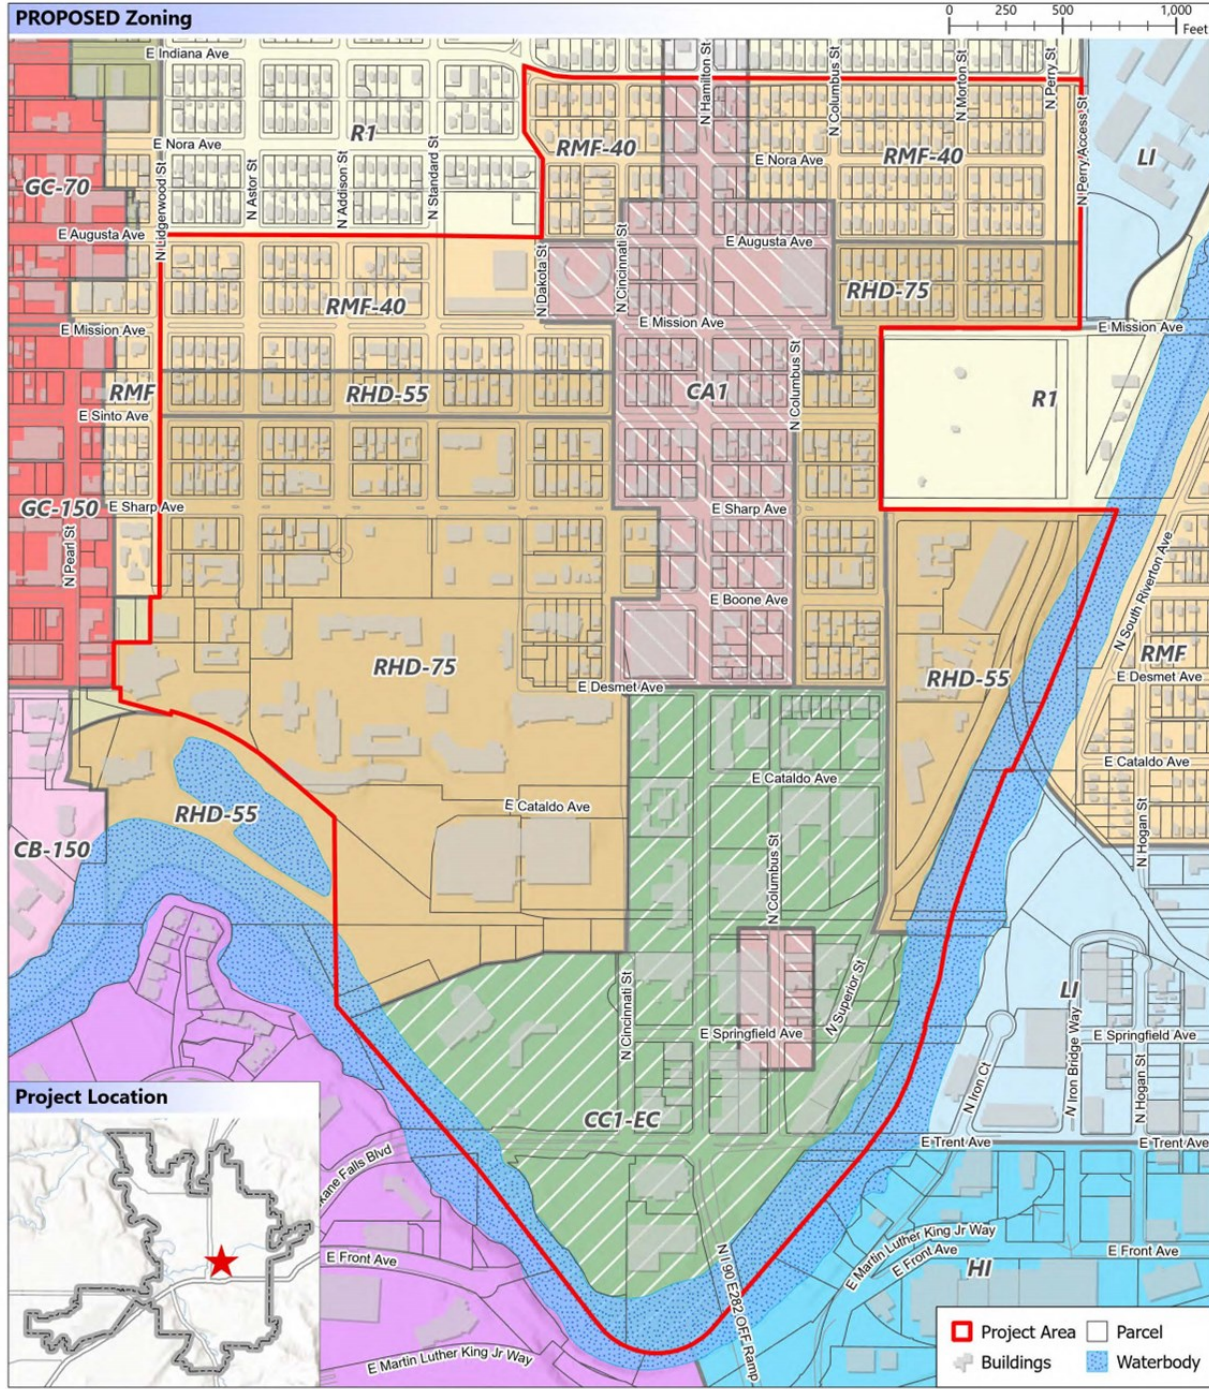 PROPOSED Zoning
0 250 500 1,000
Feet
E Indiana Ave
N Hamilton St
N Columbus St
N Morton St
N Perry St
N Perry Access St
R1
E Nora Ave
RMF-40
E Nora Ave
RMF-40
LI
GC-70
N Lidgerwood St
N Astor St
N Addison St
N Standard St
E Augusta Ave
N Dakota St
N Cincinnati St
E Augusta Ave
RMF-40
RHD-75
E Mission Ave
E Mission Ave
E Mission Ave
RMF
RHD-55
CA1
N Columbus St
R1
E Sinto Ave
GC-150
E Sharp Ave
E Sharp Ave
N Pearl St
N South Riverton Ave
E Boone Ave
RHD-75
RHD-55
RMF
E Desmet Ave
E Desmet Ave
E Cataldo Ave
E Cataldo Ave
E Cataldo Ave
RHD-55
CB-150
N Columbus St
N Hogan St
N Cincinnati St
N Superior St
LI
E Springfield Ave
E Springfield Ave
N Iron Ct
N Iron Bridge Way
N Hogan St
CC1-EC
E Trent Ave
E Trent Ave
Project Location
kane Falls Blvd
E Front Ave
N I 90 E282 OFF Ramp
E Martin Luther King Jr Way
E Front Ave
E Front Ave
HI
E Martin Luther King Jr Way
Project Area
Parcel
Buildings
Waterbody